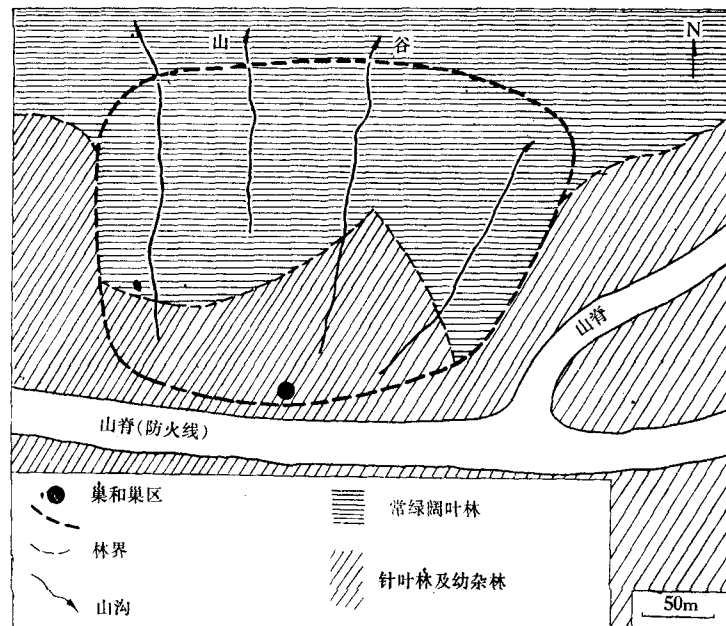 山 谷
N
山脊
山脊(防火线)
巢和巢区
常绿阔叶林
林界
针叶林及幼杂林
山沟
50m